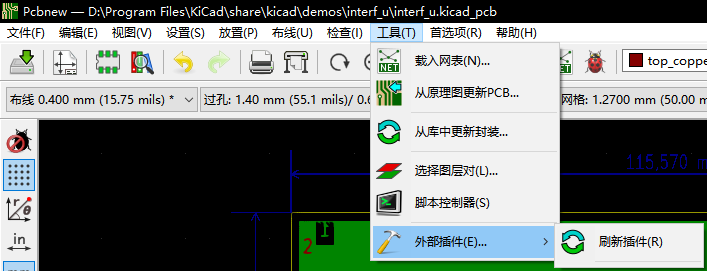 Pcbnew — D:\Program Files\KiCad\share\kicad\demos\interf_u\interf_u.kicad_pcb
文件(F) 编辑(E) 视图(V) 设置(S) 放置(P) 布线(U) 检查(I) 工具(T) 首选项(R) 帮助(H)
NET
top_coppe
布线 0.400 mm (15.75 mils) *
过孔: 1.40 mm (55.1 mils)/ 0.6
网格: 1.2700 mm (50.00 m
NET 载入网表(N)...
从原理图更新PCB...
从库中更新封装...
选择图层对(L)...
脚本控制器(S)
外部插件(E)...
刷新插件(R)
115,570 m
in
mm
2
1